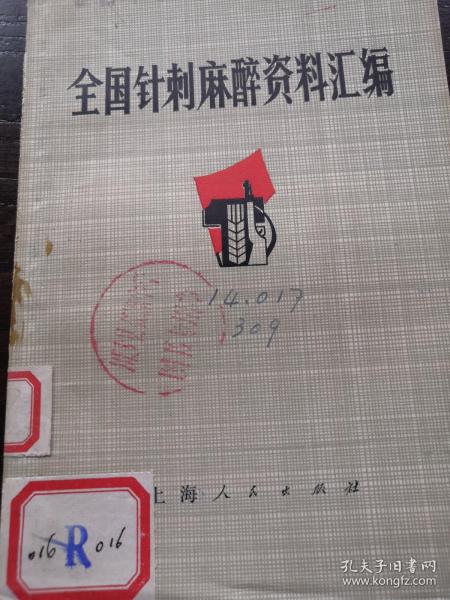 全国针刺麻醉资料汇编
14.017
309
上海人民出版社
.016 R 016
孔夫子旧书网
www.kongfz.com